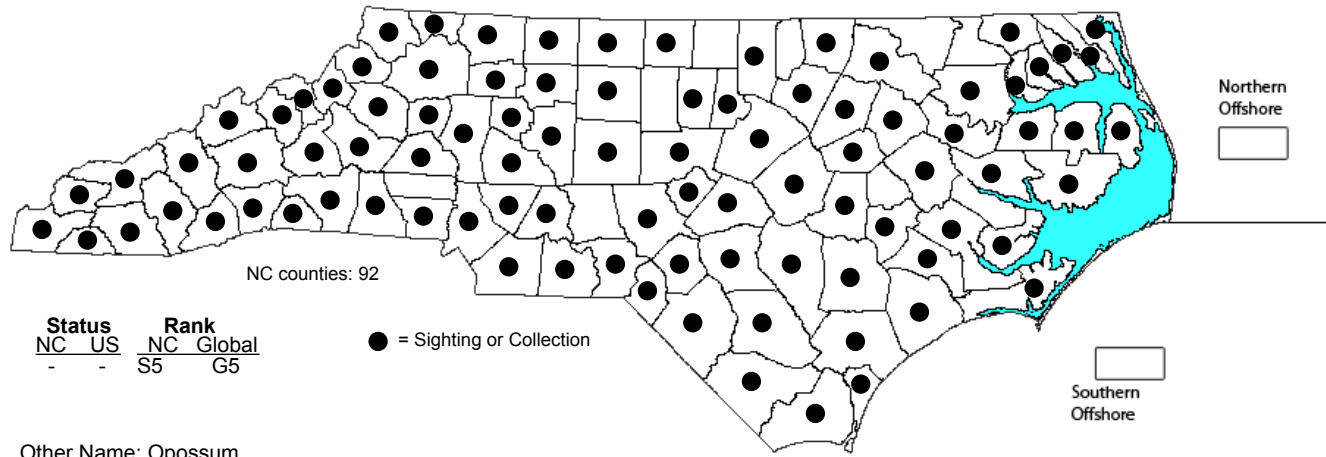 Northern
Offshore
NC counties: 92
Status Rank
NC US NC Global
- - S5 G5
= Sighting or Collection
Southern
Offshore
Other Name: Opossum